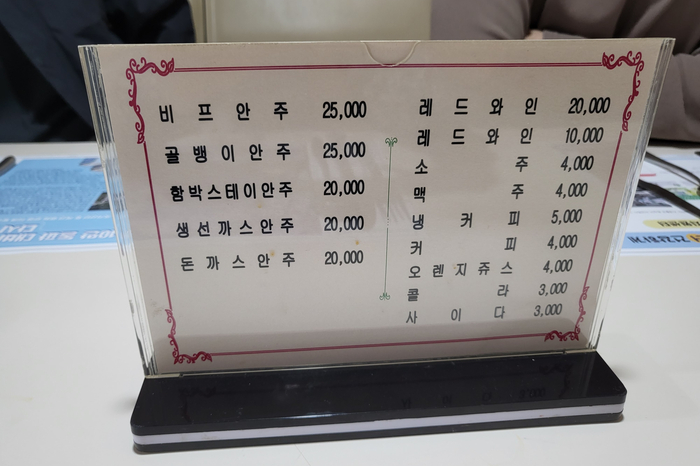 비프안주 25,000
골뱅이안주 25,000
함박스테이안주 20,000
생선까스안주 20,000
돈까스안주 20,000
레드와인 20,000
레드와인 10,000
소주 4,000
맥주 4,000
냉커피 5,000
커피 4,000
오렌지쥬스 4,000
콜라 3,000
사이다 3,000